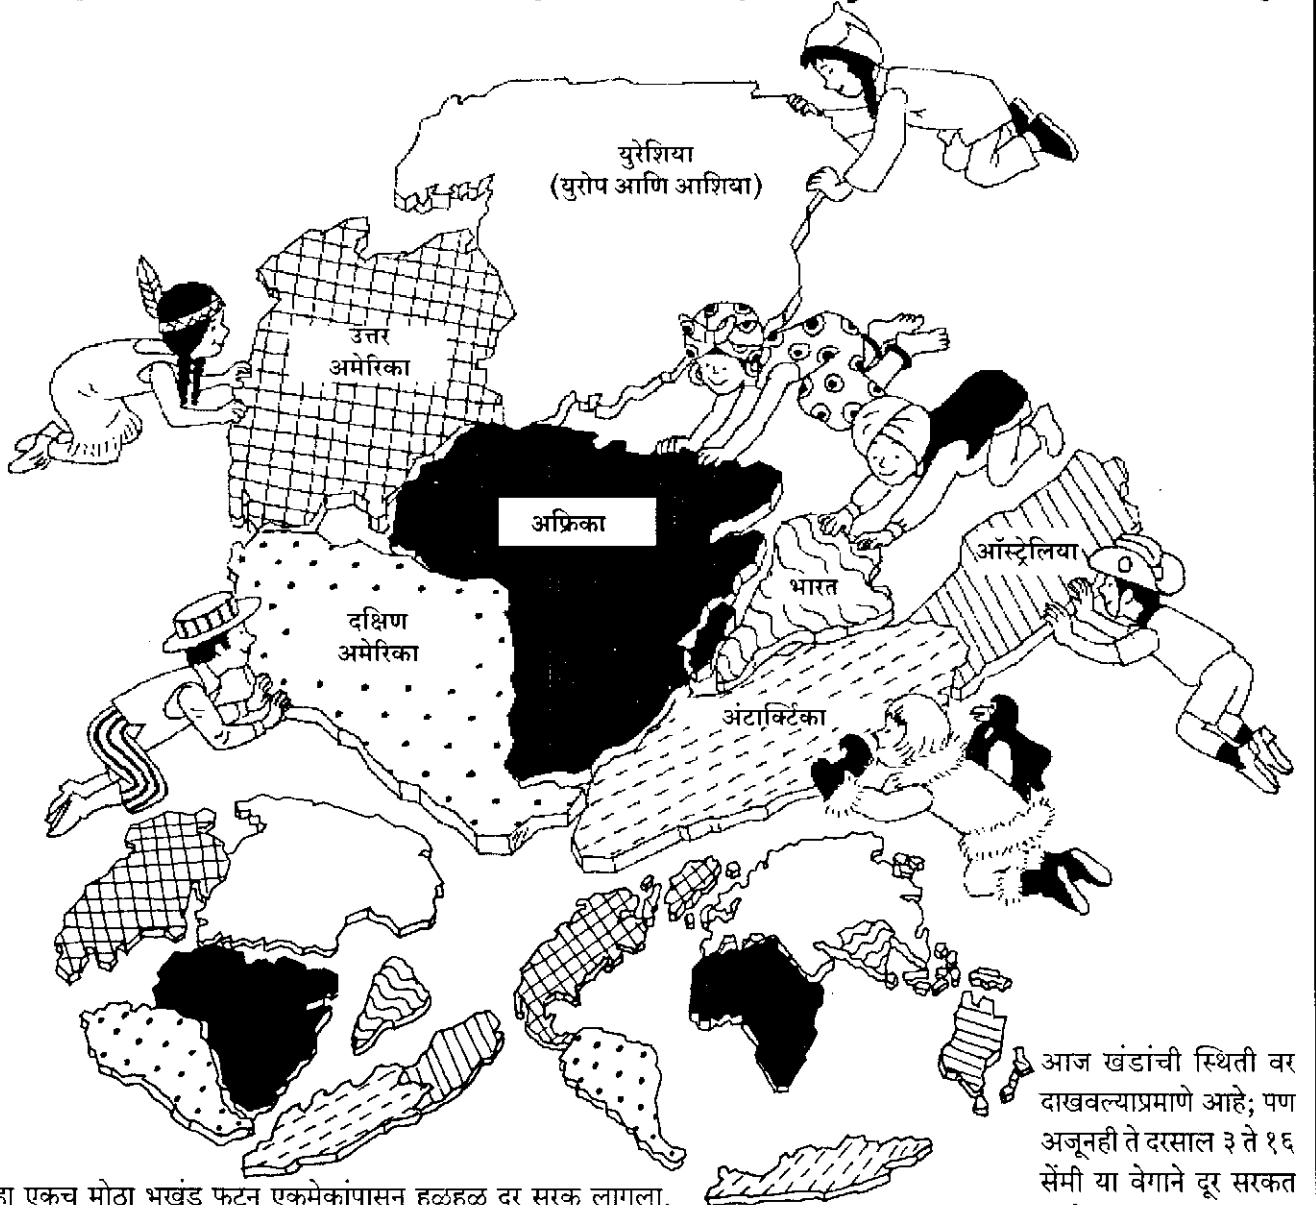 युरेशिया
(युरोप आणि आशिया)
उत्तर
अमेरिका
अफ्रिका
ऑस्ट्रेलिया
भारत
दक्षिण
अमेरिका
अंटार्क्टिका
आज खंडांची स्थिती वर
दाखवल्याप्रमाणे आहे; पण
अजूनही ते दरसाल ३ ते १६
सेंमी या वेगाने दूर सरकत
एकच मोठा भूखंड फुटून एकमेकांपासून हळूहळू दूर सरकू लागला.